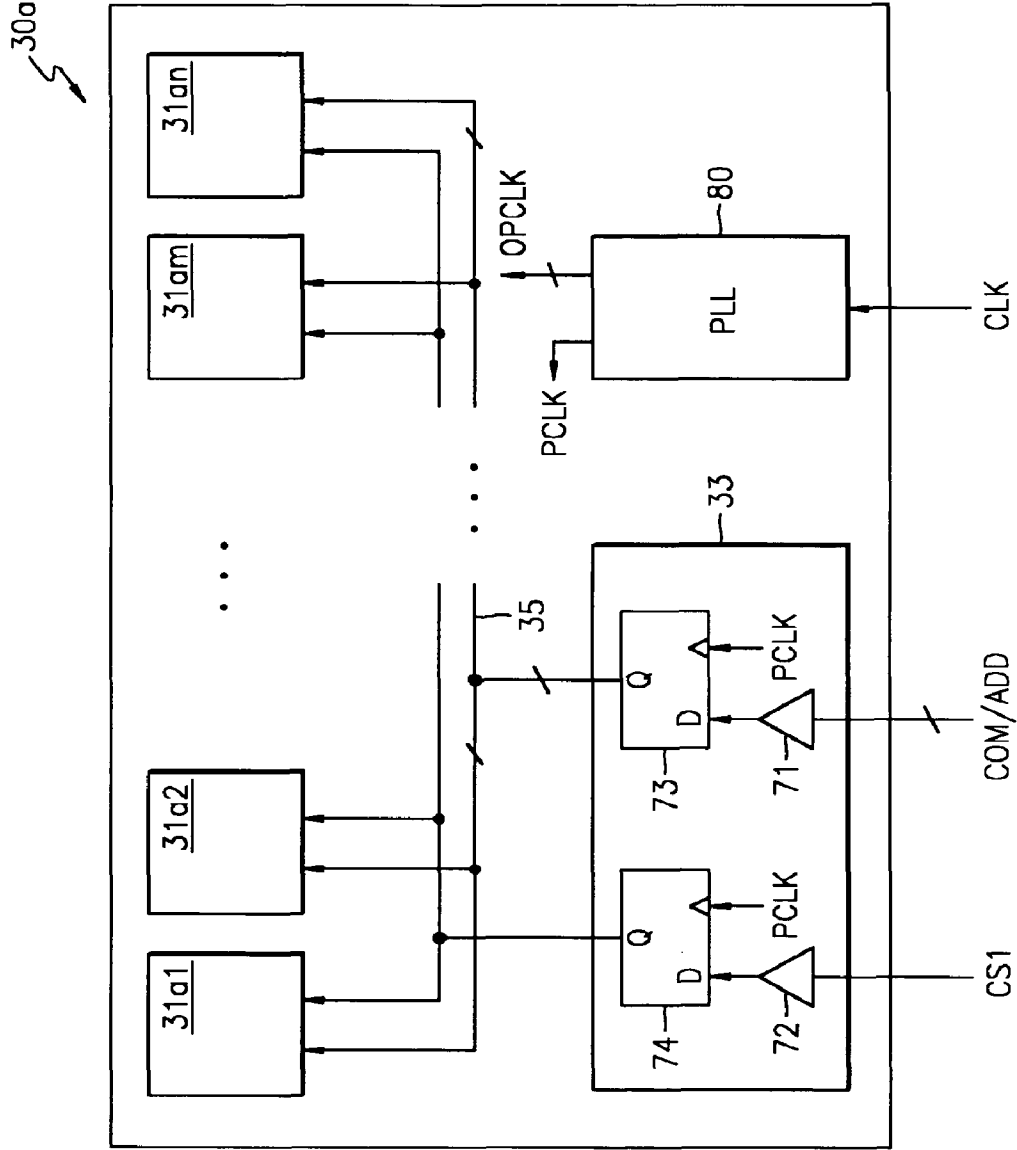 30a
31a1
31a2
31am
31an
35
OPCLK
PCLK
PLL
80
33
Q
D
74
72
PCLK
Q
D
73
71
PCLK
CS1
COM/ADD
CLK